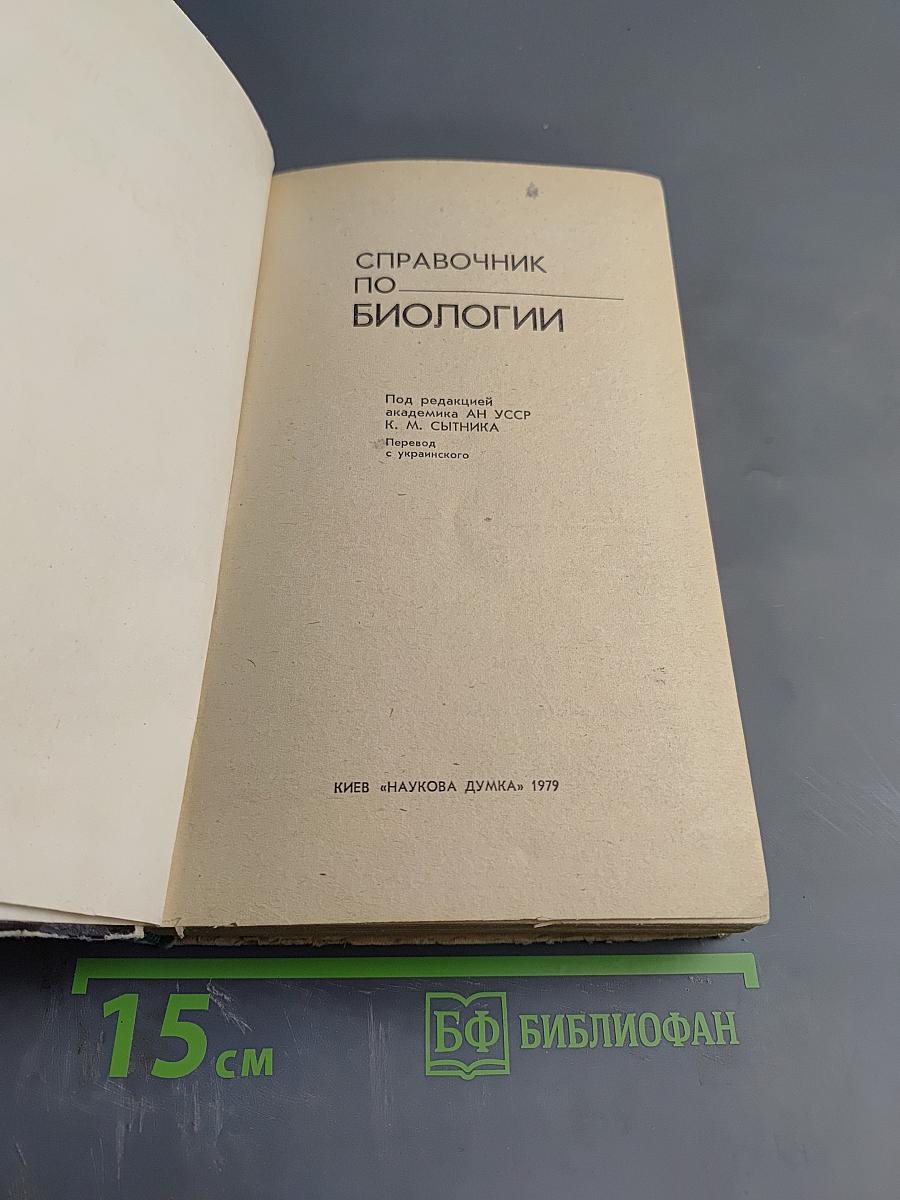 СПРАВОЧНИК
ПО
БИОЛОГИИ
Под редакцией
академика АН УССР
К. М. СЫТНИКА
Перевод
с украинского
КИЕВ «НАУКОВА ДУМКА» 1979
15 см
БФ БИБЛИОФАН